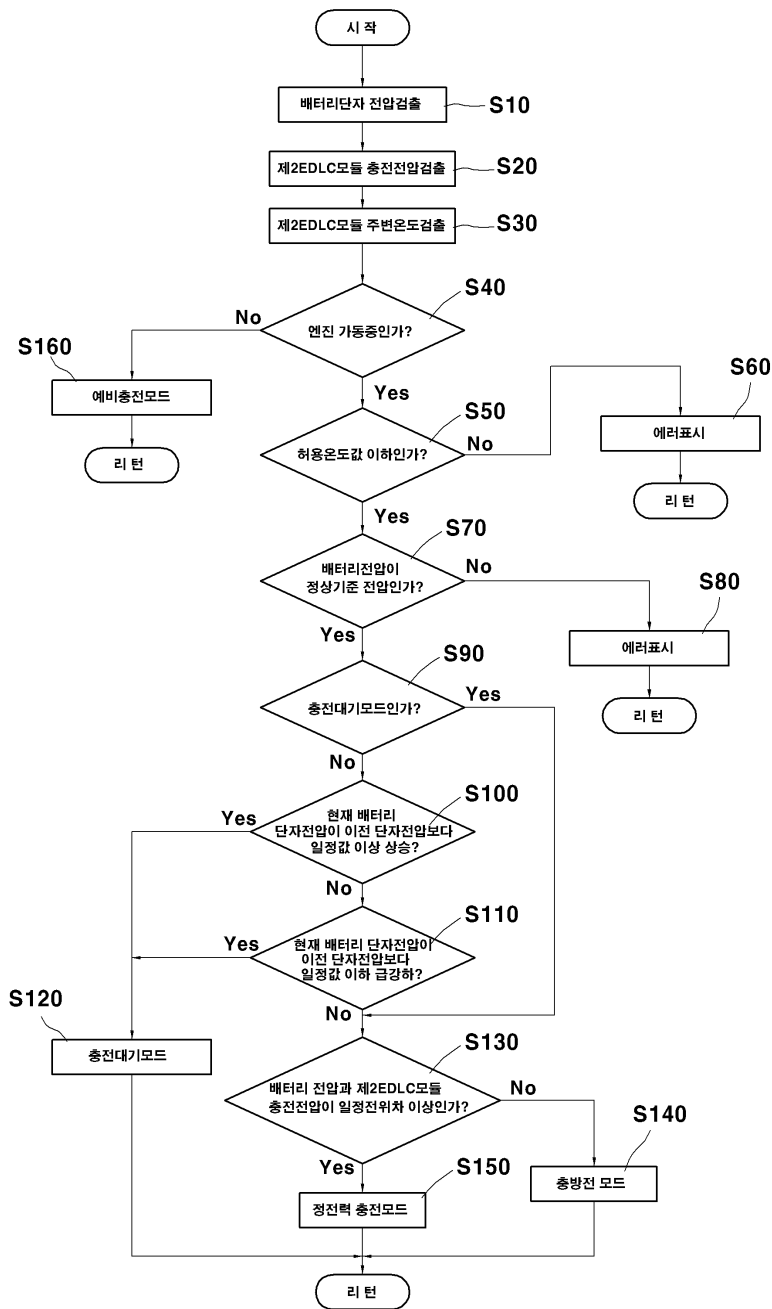 시 작
배터리단자 전압검출
S10
제2EDLC모듈 충전전압검출
S20
제2EDLC모듈 주변온도검출
S30
S40
엔진 가동중인가?
No
Yes
S160
예비충전모드
리 턴
S50
허용온도값 이하인가?
No
Yes
S60
에러표시
리 턴
S70
배터리전압이
정상기준 전압인가?
No
Yes
S80
에러표시
리 턴
S90
충전대기모드인가?
Yes
No
S100
현재 배터리
단자전압이 이전 단자전압보다
일정값 이상 상승?
Yes
No
S110
현재 배터리 단자전압이
이전 단자전압보다
일정값 이하 급강하?
Yes
No
S120
충전대기모드
S130
배터리 전압과 제2EDLC모듈
충전전압이 일정전위차 이상인가?
No
Yes
S140
충방전 모드
S150
정전력 충전모드
리 턴